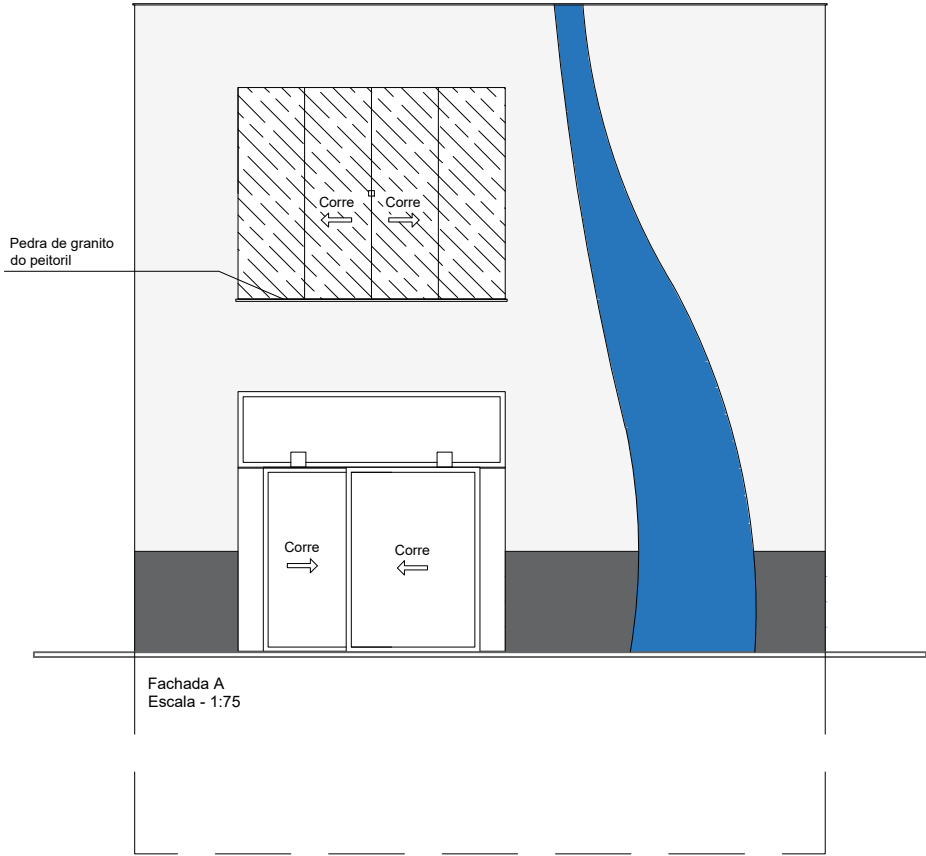 Corre
Corre
Pedra de granito
do peitoril
Corre
Corre
Fachada A
Escala - 1:75